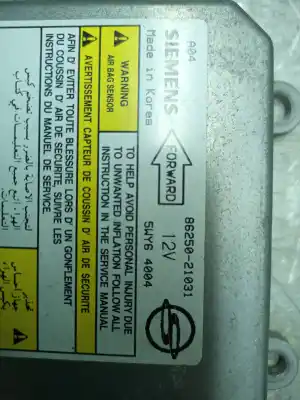 A04
SIEMENS
Made in Korea
FORWARD
86250-21031
12V
5WY8 4004
WARNING
AIR BAG SENSOR
TO HELP AVOID PERSONAL INJURY DUE
TO UNWANTED INFLATION FOLLOW ALL
INSTRUCTION IN THE SERVICE MANUAL
AVERTISSEMENT CAPTEUR DE COUSSIN D' AIR DE SECURITE
AFIN D' EVITER TOUTE BLESSURE LORS D' UN GONFLEMENT
DU COUSSIN D' AIR DE SECURITE, SUIVRE LES
INSTRUCTIONS DU MANUEL DE SERVICE.